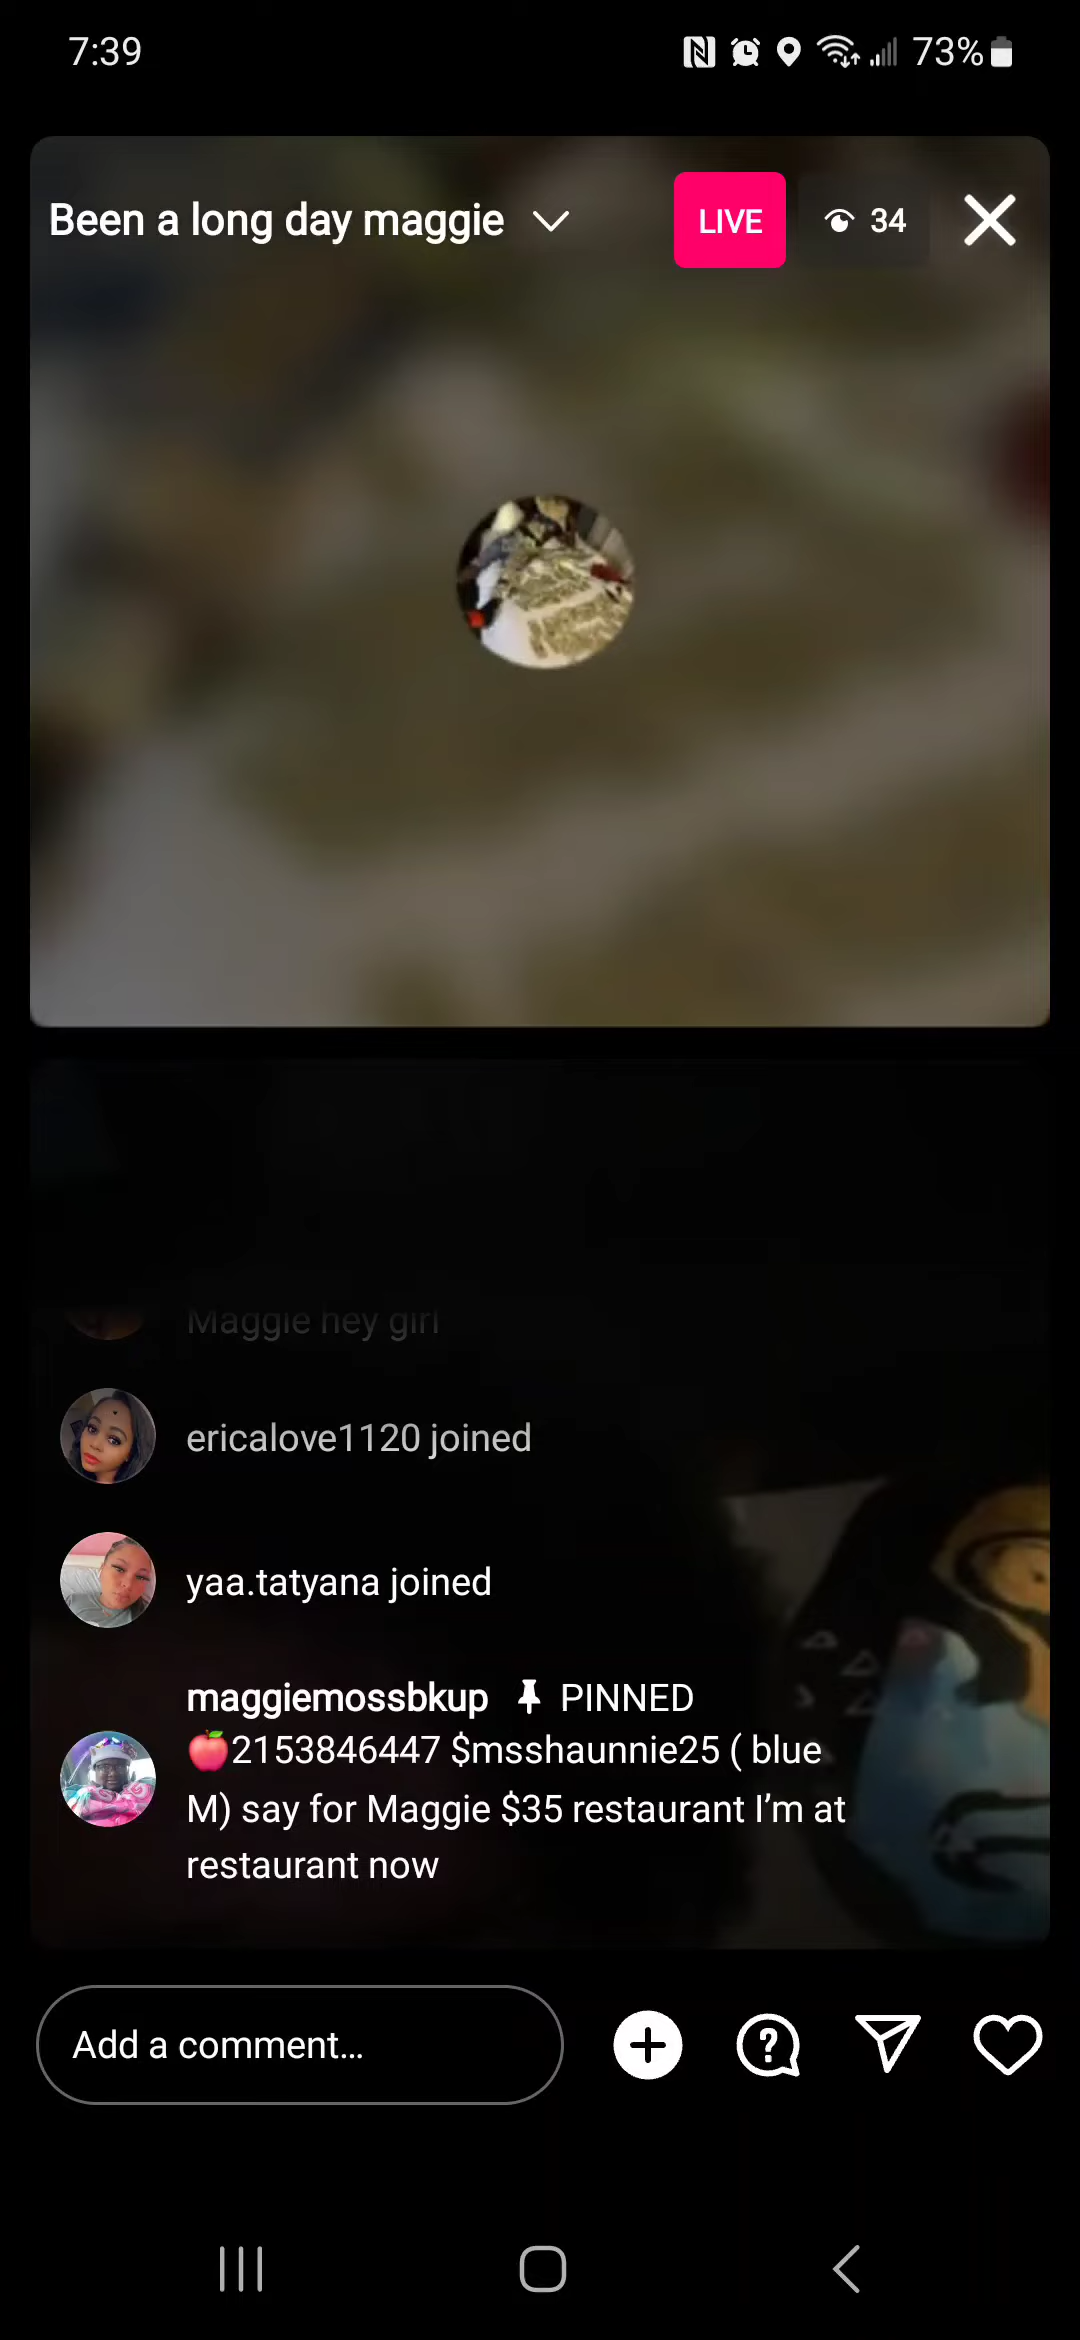 7:39
73%
Been a long day maggie
LIVE
34
Maggie hey girl
ericalove1120 joined
yaa.tatyana joined
maggiemossbkup PINNED
🍎2153846447 $msshaunnie25 ( blue
M) say for Maggie $35 restaurant I’m at
restaurant now
Add a comment...